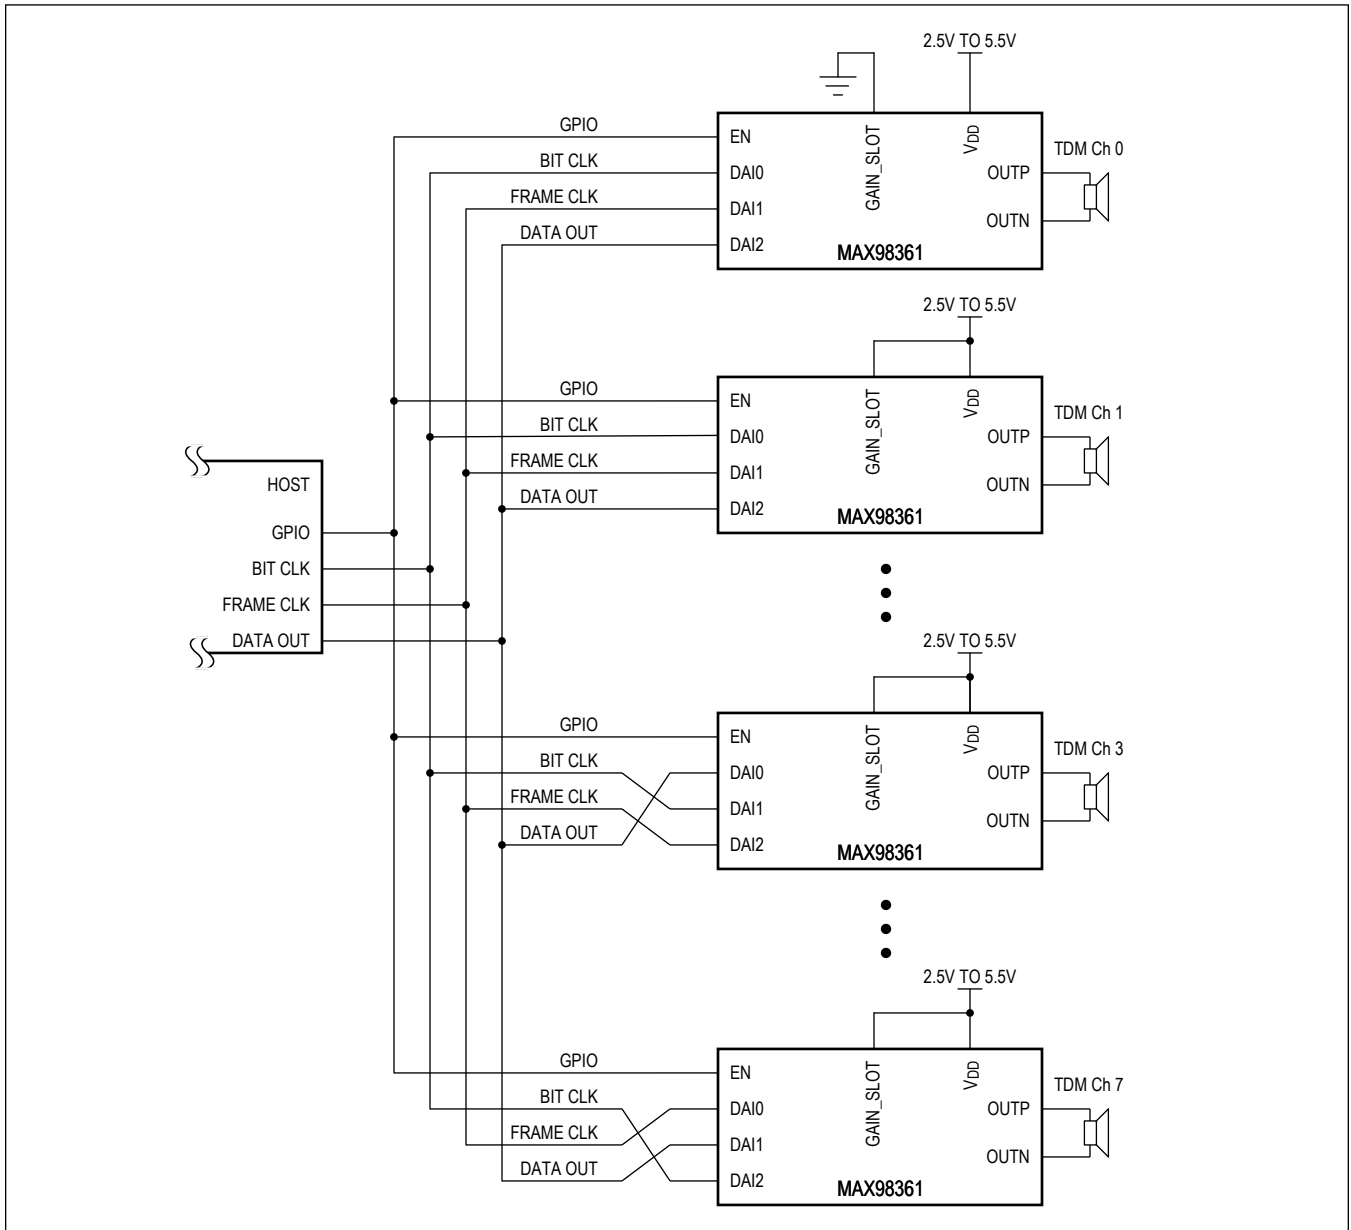 2.5V TO 5.5V
GPIO
BIT CLK
FRAME CLK
DATA OUT
EN
DAI0
DAI1
DAI2
GAIN_SLOT
VDD
OUTP
OUTN
MAX98361
TDM Ch 0
2.5V TO 5.5V
GPIO
BIT CLK
FRAME CLK
DATA OUT
EN
DAI0
DAI1
DAI2
GAIN_SLOT
VDD
OUTP
OUTN
MAX98361
TDM Ch 1
HOST
GPIO
BIT CLK
FRAME CLK
DATA OUT
2.5V TO 5.5V
GPIO
BIT CLK
FRAME CLK
DATA OUT
EN
DAI0
DAI1
DAI2
GAIN_SLOT
VDD
OUTP
OUTN
MAX98361
TDM Ch 3
2.5V TO 5.5V
GPIO
BIT CLK
FRAME CLK
DATA OUT
EN
DAI0
DAI1
DAI2
GAIN_SLOT
VDD
OUTP
OUTN
MAX98361
TDM Ch 7